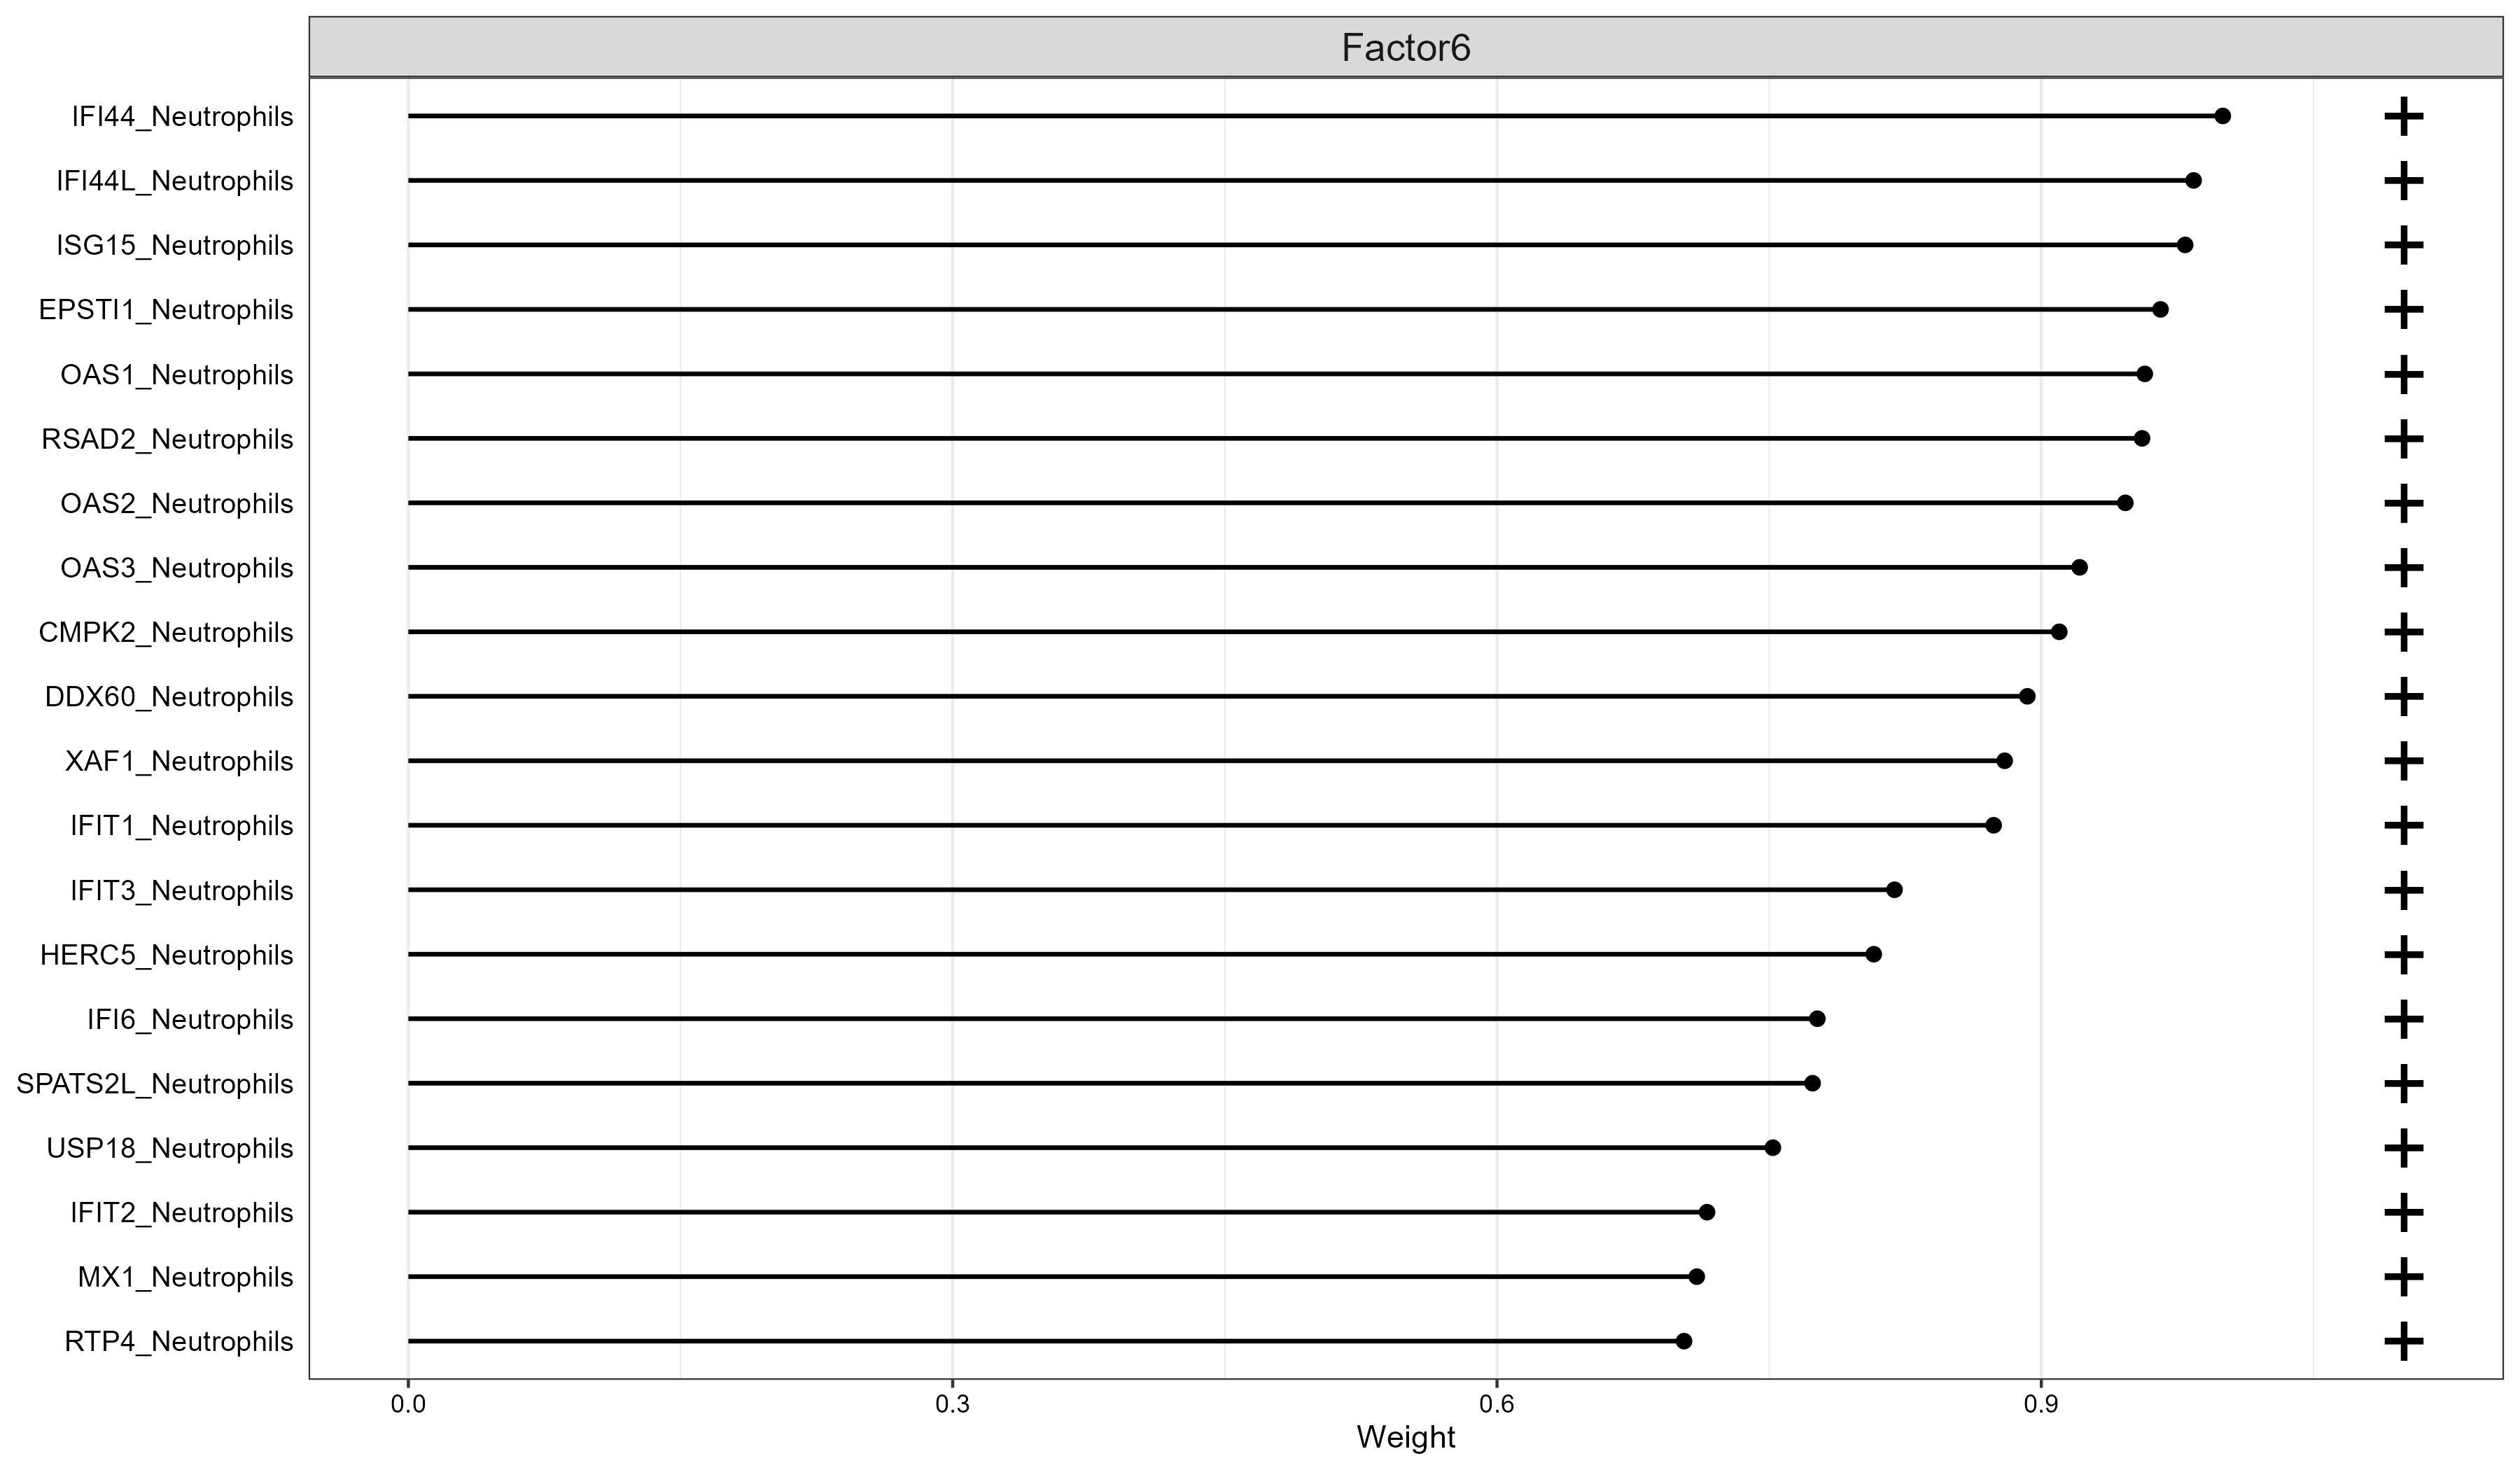 Factor6
IFI44_Neutrophils
IFI44L_Neutrophils
ISG15_Neutrophils
EPSTI1_Neutrophils
OAS1_Neutrophils
RSAD2_Neutrophils
OAS2_Neutrophils
OAS3_Neutrophils
CMPK2_Neutrophils
DDX60_Neutrophils
XAF1_Neutrophils
IFIT1_Neutrophils
IFIT3_Neutrophils
HERC5_Neutrophils
IFI6_Neutrophils
SPATS2L_Neutrophils
USP18_Neutrophils
IFIT2_Neutrophils
MX1_Neutrophils
RTP4_Neutrophils
0.0 0.3 0.6 0.9
Weight